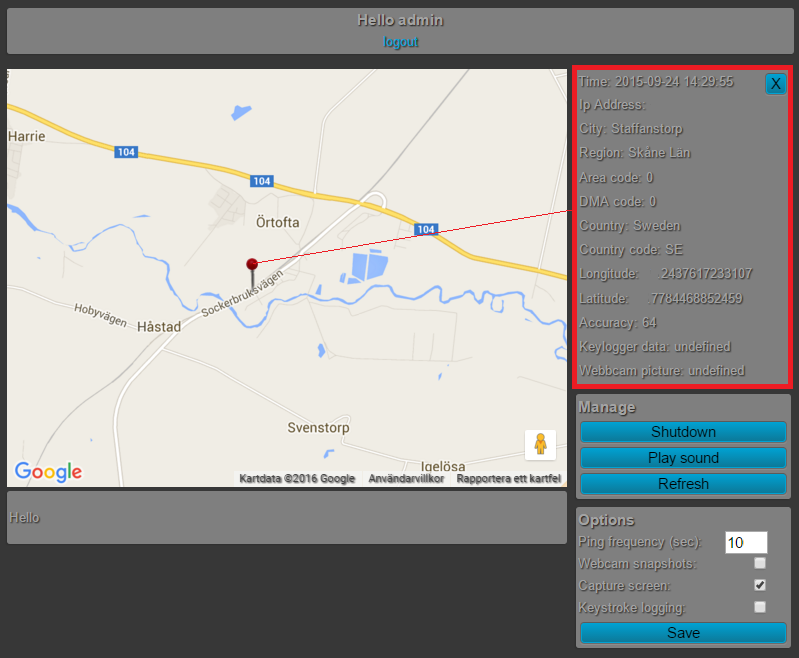 Hello admin
logout
Harrie
104
104
Örtofta
104
Sockerbruksvägen
Hobyvägen
Håstad
Svenstorp
Igelösa
Google
Kartdata ©2016 Google Användarvillkor Rapportera ett kartfel
Hello
Time: 2015-09-24 14:29:55
X
Ip Address:
City: Staffanstorp
Region: Skåne Län
Area code: 0
DMA code: 0
Country: Sweden
Country code: SE
Longitude: 2437617233107
Latitude: .7784468852459
Accuracy: 64
Keylogger data: undefined
Webbcam picture: undefined
Manage
Shutdown
Play sound
Refresh
Options
Ping frequency (sec): 10
Webcam snapshots:
Capture screen:
Keystroke logging:
Save